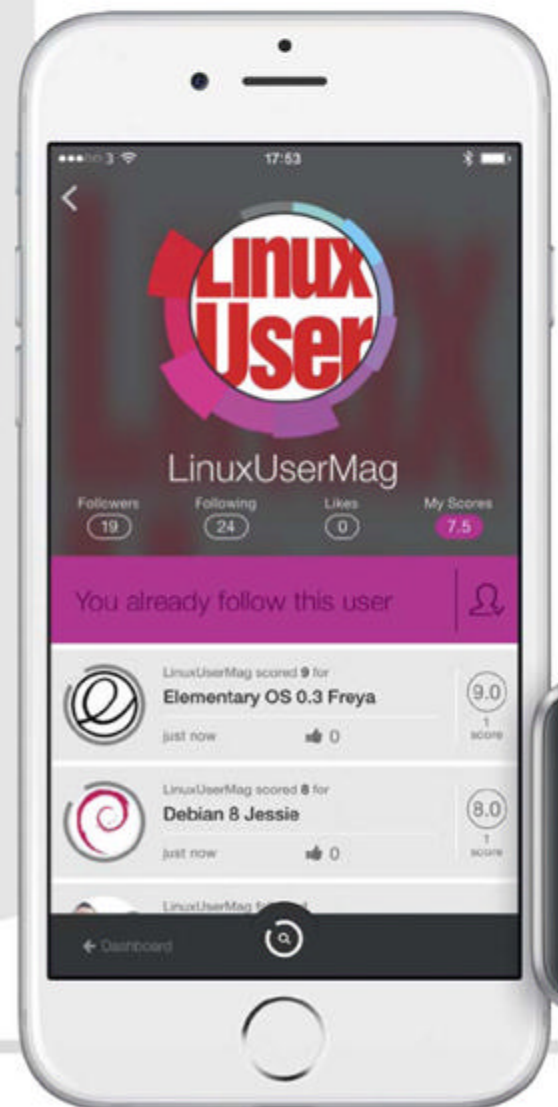 3 17:53
Linux
User
LinuxUserMag
Followers Following Likes My Scores
19 24 0 7.5
You already follow this user
LinuxUserMag scored 9 for
Elementary OS 0.3 Freya
9.0
just now 0
1
score
LinuxUserMag scored 8 for
Debian 8 Jessie
8.0
just now 0
1
score
LinuxUserMag
Dashboard